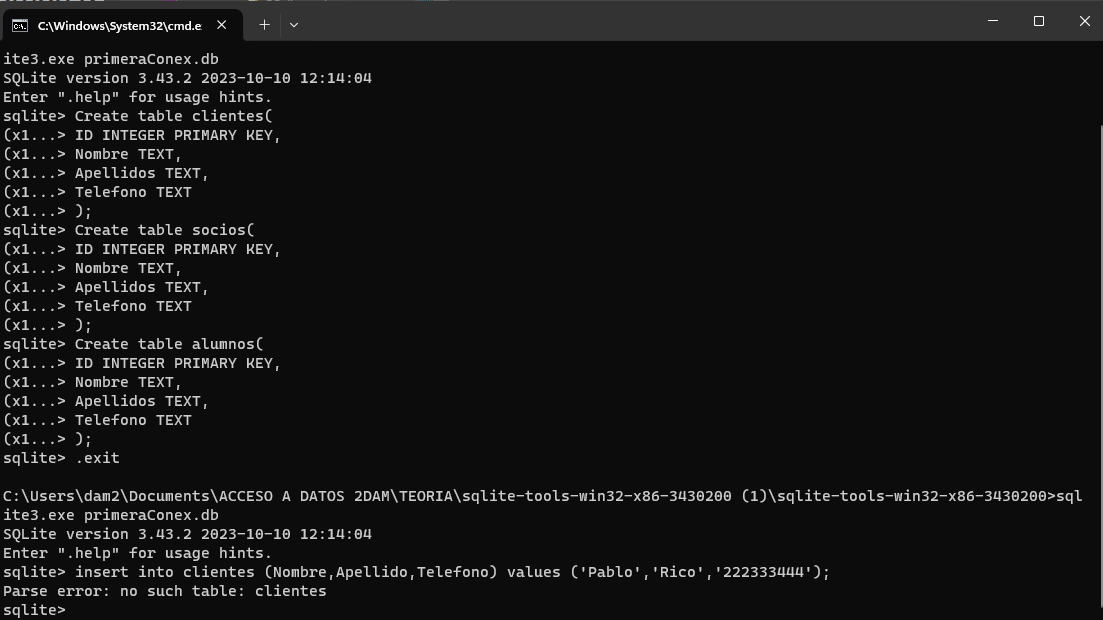 C:\Windows\System32\cmd.e
ite3.exe primeraConex.db
SQLite version 3.43.2 2023-10-10 12:14:04
Enter ".help" for usage hints.
sqlite> Create table clientes(
(x1...> ID INTEGER PRIMARY KEY,
(x1...> Nombre TEXT,
(x1...> Apellidos TEXT,
(x1...> Telefono TEXT
(x1...> );
sqlite> Create table socios(
(x1...> ID INTEGER PRIMARY KEY,
(x1...> Nombre TEXT,
(x1...> Apellidos TEXT,
(x1...> Telefono TEXT
(x1...> );
sqlite> Create table alumnos(
(x1...> ID INTEGER PRIMARY KEY,
(x1...> Nombre TEXT,
(x1...> Apellidos TEXT,
(x1...> Telefono TEXT
(x1...> );
sqlite> .exit
C:\Users\dam2\Documents\ACCESO A DATOS 2DAM\TEORIA\sqlite-tools-win32-x86-3430200 (1)\sqlite-tools-win32-x86-3430200>sql
ite3.exe primeraConex.db
SQLite version 3.43.2 2023-10-10 12:14:04
Enter ".help" for usage hints.
sqlite> insert into clientes (Nombre,Apellido,Telefono) values ('Pablo','Rico','222333444');
Parse error: no such table: clientes
sqlite>